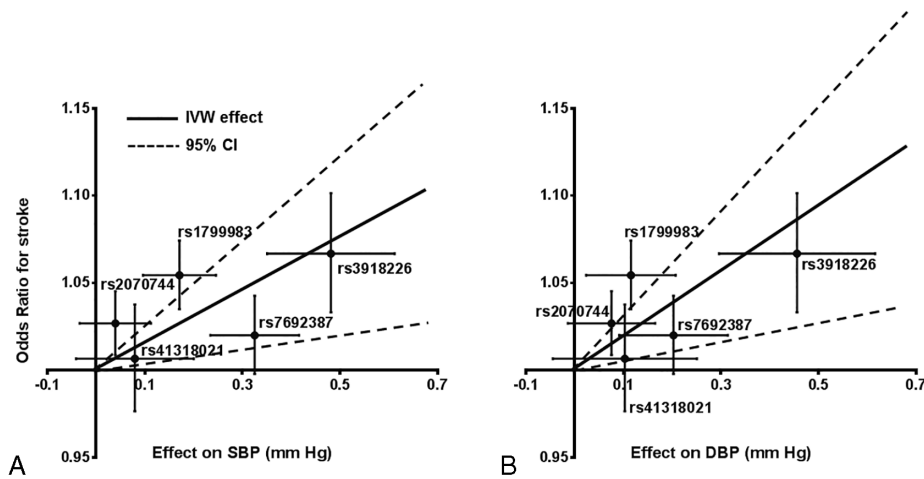 1.15
IVW effect
95% CI
1.10
rs1799983
1.05
rs2070744
rs3918226
rs7692387
rs41318021
-0.1
0.1
0.3
0.5
0.7
0.95
Odds Ratio for stroke
Effect on SBP (mm Hg)
A
1.15
1.10
rs1799983
1.05
rs3918226
rs2070744
rs7692387
-0.1
0.1
0.3
0.5
0.7
rs41318021
0.95
Effect on DBP (mm Hg)
B